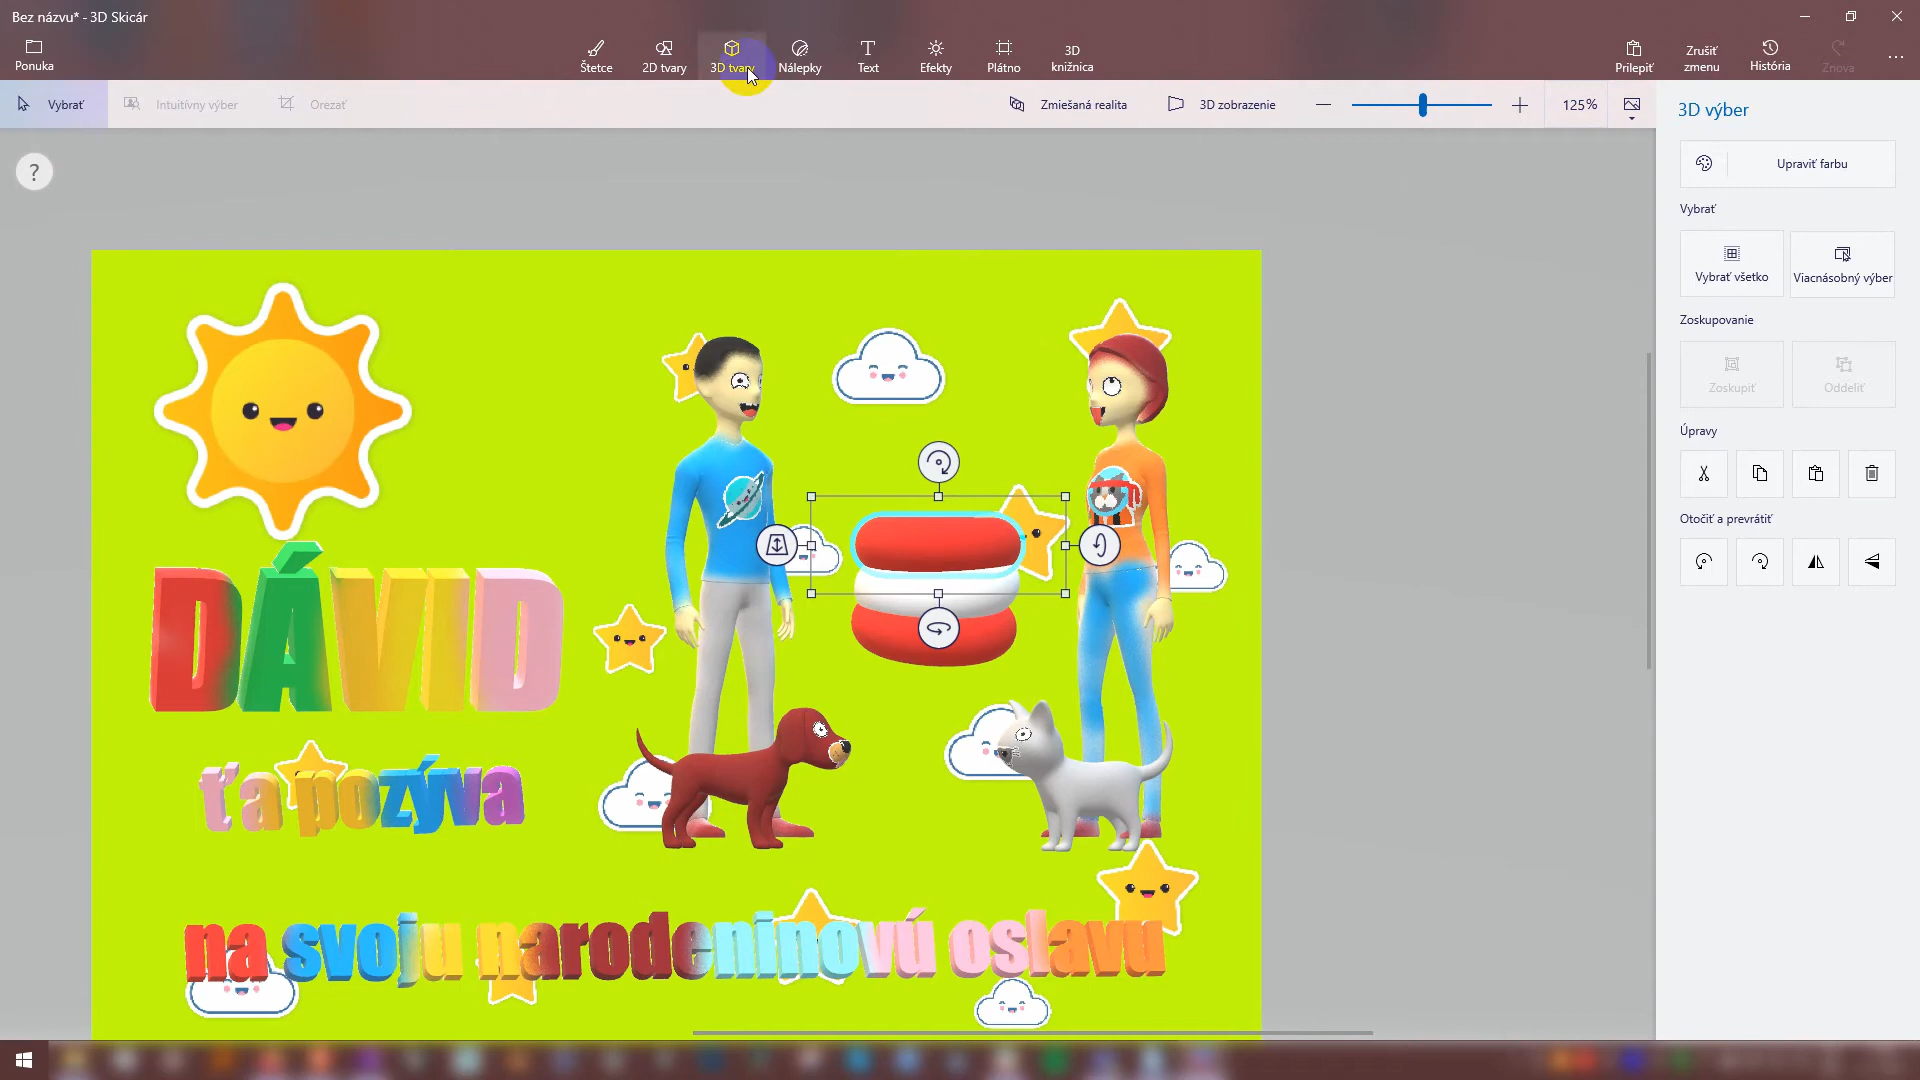 Bez názvu* - 3D Skicár
Ponuka
Štetce
2D tvary
3D tvary
Nálepky
Text
Efekty
Plátno
3D knižnica
Prilepiť
Zrušiť zmenu
História
Znova
Vybrať
Intuitívny výber
Orezať
Zmiešaná realita
3D zobrazenie
125%
3D výber
Upraviť farbu
Vybrať
Vybrať všetko
Viacnásobný výber
Zoskupovanie
Zoskupiť
Oddeliť
Úpravy
Otočiť a prevrátiť
?
DÁVID
ťa pozýva
na svoju narodeninovú oslavu